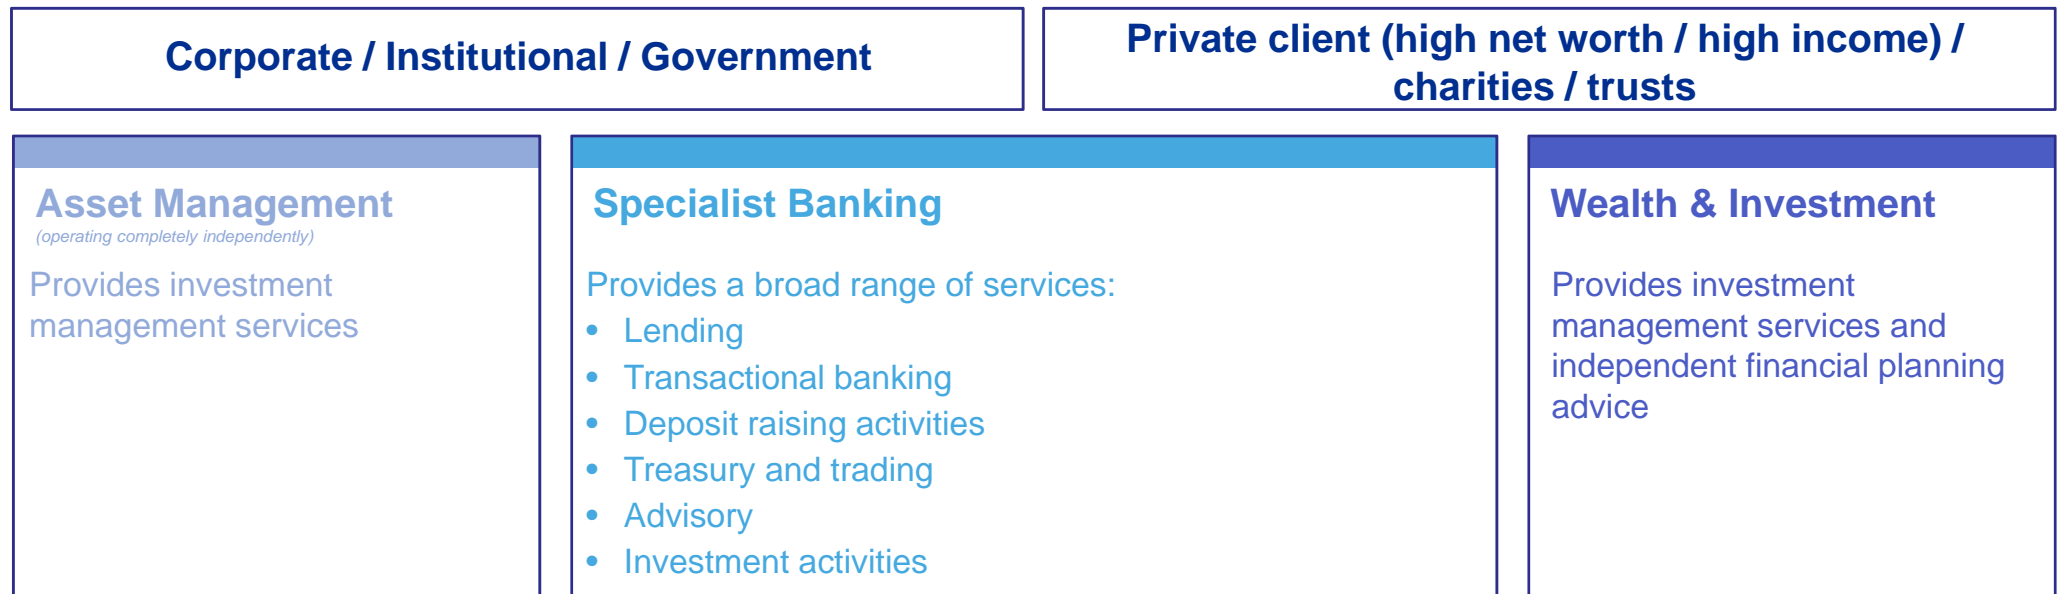 Corporate / Institutional / Government
Private client (high net worth / high income) /
charities / trusts
Asset Management
(operating completely independently)
Provides investment
management services
Specialist Banking
Provides a broad range of services:
• Lending
• Transactional banking
• Deposit raising activities
• Treasury and trading
• Advisory
• Investment activities
Wealth & Investment
Provides investment
management services and
independent financial planning
advice